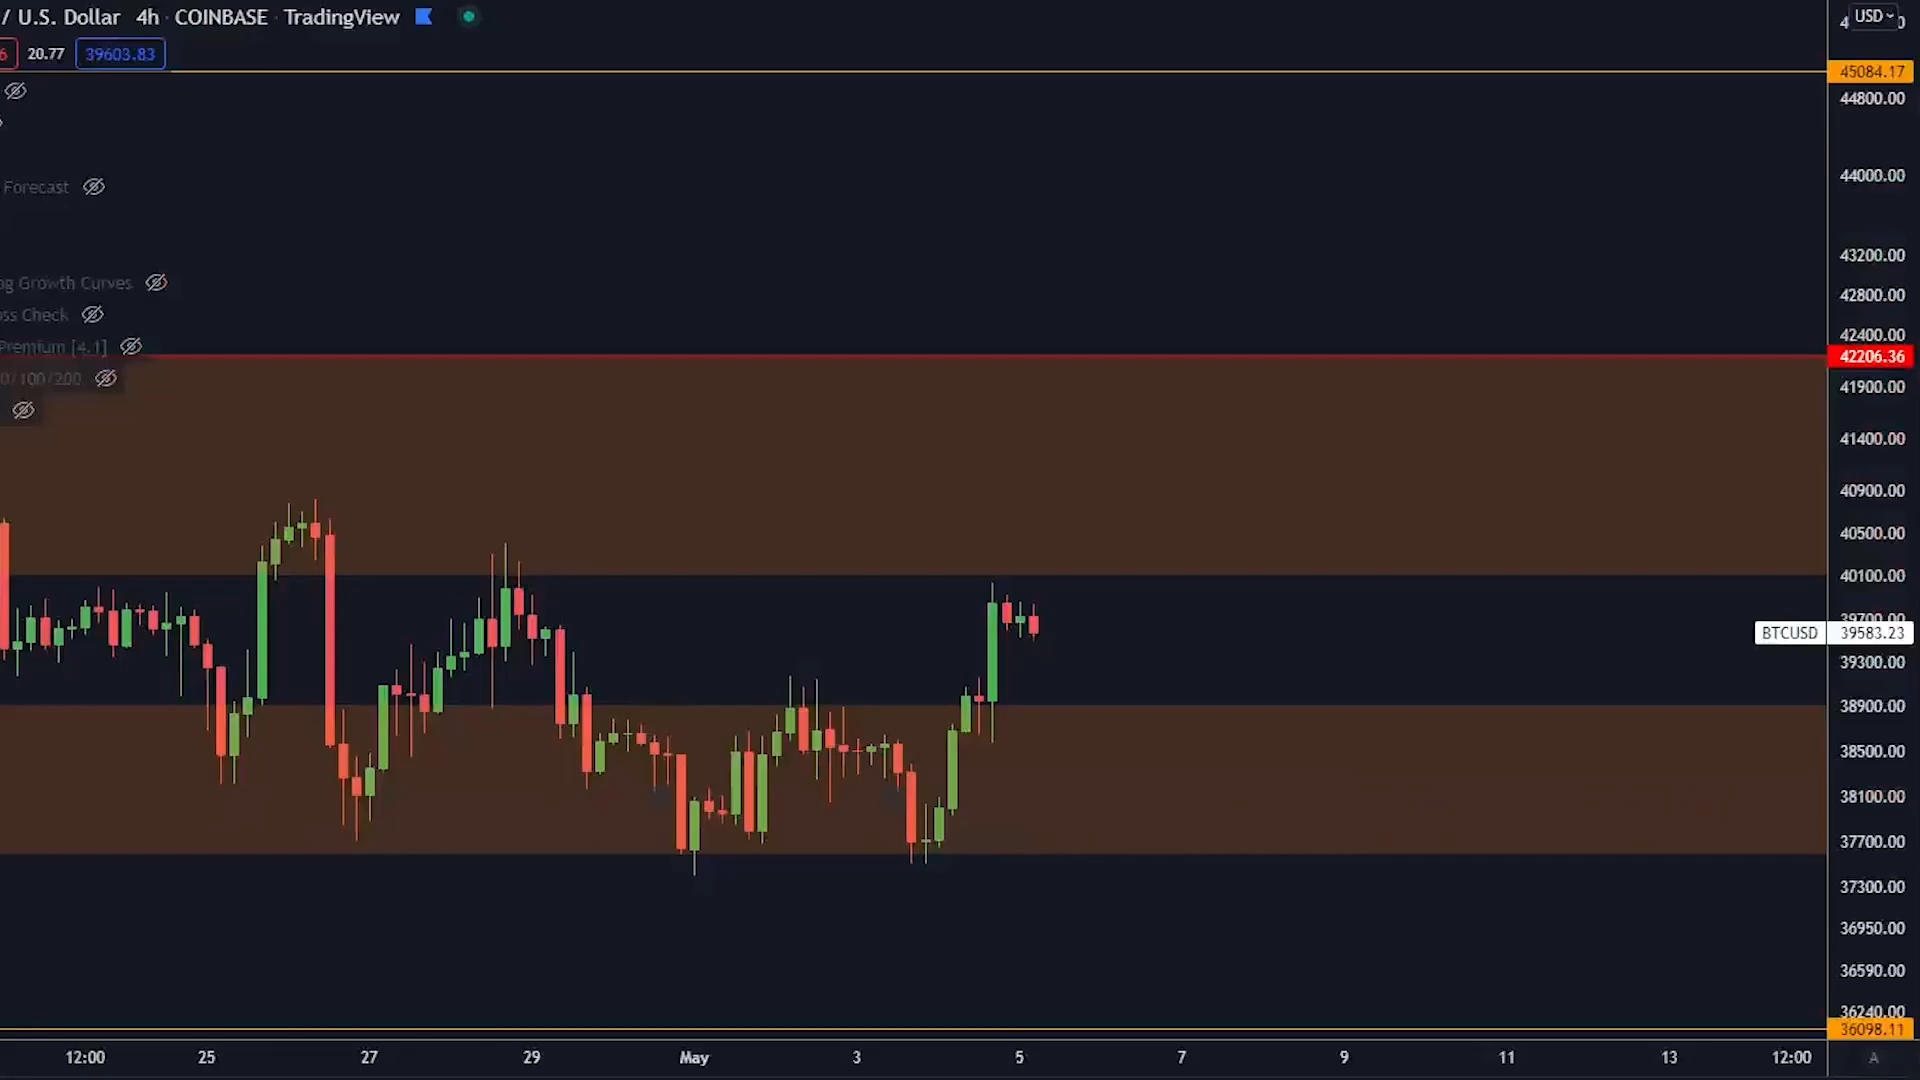 / U.S. Dollar 4h · COINBASE · TradingView
6 20.77 39603.83
Forecast
Growth Curves
Check
Premium [4.1]
0/100/200
USD
45084.17
44800.00
44000.00
43200.00
42800.00
42400.00
42206.36
41900.00
41400.00
40900.00
40500.00
40100.00
39700.00
BTCUSD 39583.23
39300.00
38900.00
38500.00
38100.00
37700.00
37300.00
36950.00
36590.00
36240.00
36098.11
12:00 25 27 29 May 3 5 7 9 11 13 12:00 A